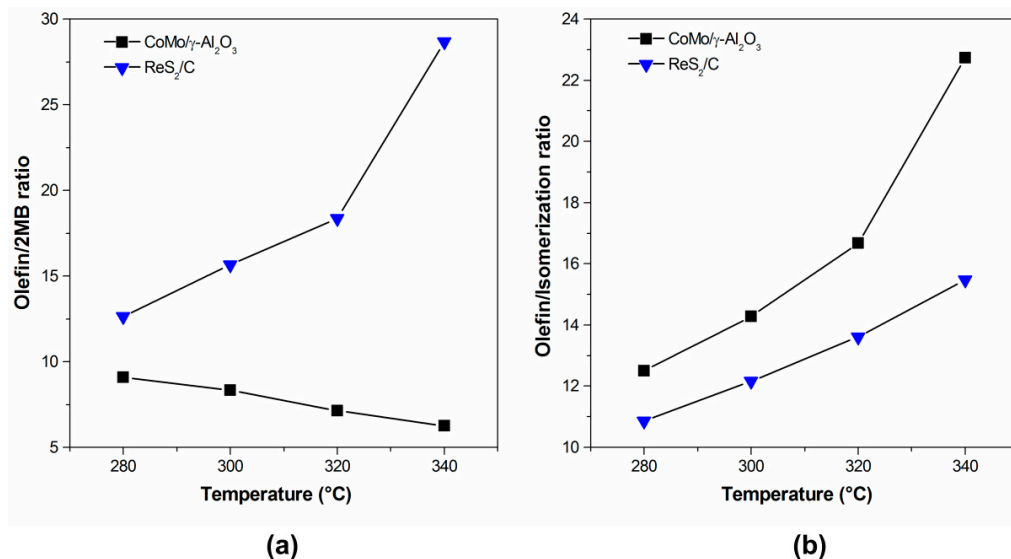 30
25
20
15
10
5
Olefin/2MB ratio
CoMo/γ-Al₂O₃
ReS₂/C
280 300 320 340
Temperature (°C)
(a)
24
22
20
18
16
14
12
10
Olefin/Isomerization ratio
CoMo/γ-Al₂O₃
ReS₂/C
280 300 320 340
Temperature (°C)
(b)